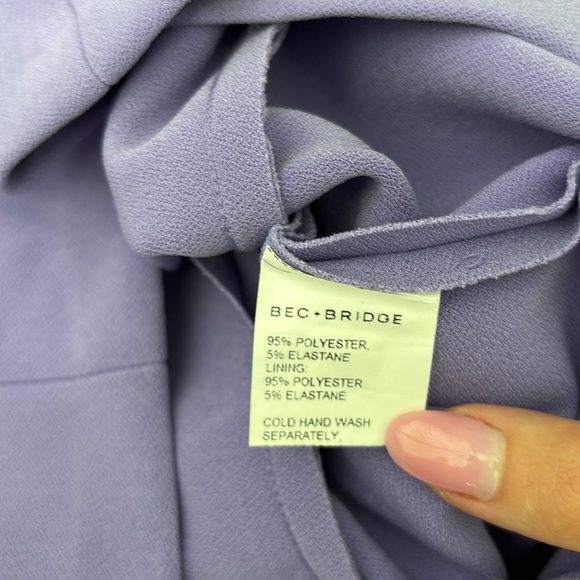 BEC+BRIDGE
95% POLYESTER,
5% ELASTANE
LINING:
95% POLYESTER
5% ELASTANE
COLD HAND WASH
SEPARATELY,